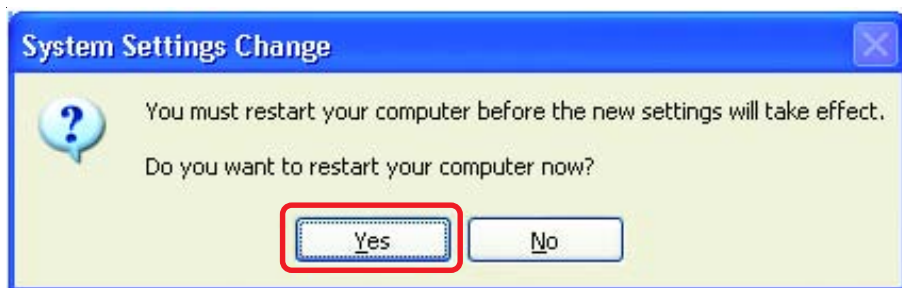 System Settings Change
You must restart your computer before the new settings will take effect.
Do you want to restart your computer now?
Yes
No